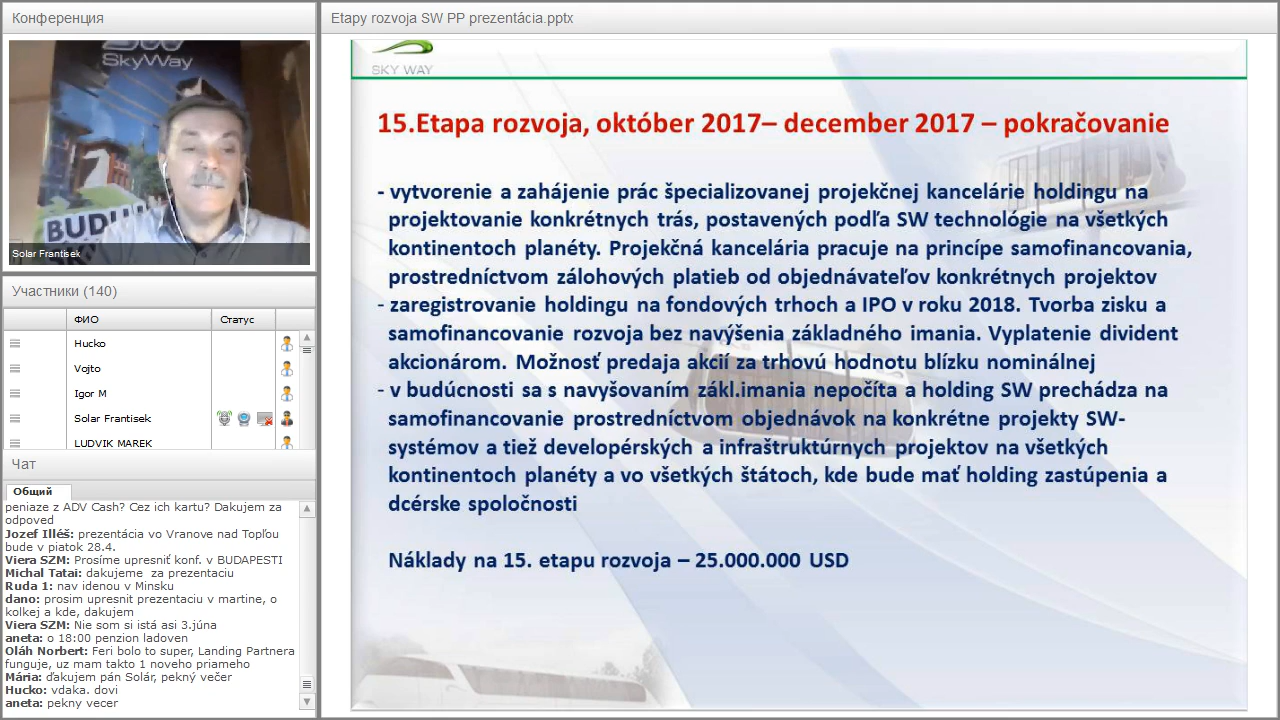 Конференция
SkyWay
Solar Frantisek
Участники (140)
ФИО
Статус
Hucko
Vojto
Igor M
Solar Frantisek
LUDVIK MAREK
Чат
Общий
peniaze z ADV Cash? Cez ich kartu? Dakujem za
odpoved
Jozef Illéš: prezentácia vo Vranove nad Topľou
bude v piatok 28.4.
Viera SZM: Prosíme upresniť konf. v BUDAPESTI
Michal Tatai: dakujeme za prezentaciu
Ruda 1: nav idenou v Minsku
dano: prosim upresnit prezentaciu v martine, o
kolkej a kde, dakujem
Viera SZM: Nie som si istá asi 3.júna
aneta: o 18:00 penzion ladoven
Oláh Norbert: Feri bolo to super, Landing Partnera
funguje, uz mam takto 1 noveho priameho
Mária: ďakujem pán Solár, pekný večer
Hucko: vdaka. dovi
aneta: pekny vecer
Etapy rozvoja SW PP prezentácia.pptx
SKY WAY
15.Etapa rozvoja, október 2017– december 2017 – pokračovanie
- vytvorenie a zahájenie prác špecializovanej projekčnej kancelárie holdingu na
projektovanie konkrétnych trás, postavených podľa SW technológie na všetkých
kontinentoch planéty. Projekčná kancelária pracuje na princípe samofinancovania,
prostredníctvom zálohových platieb od objednávateľov konkrétnych projektov
- zaregistrovanie holdingu na fondových trhoch a IPO v roku 2018. Tvorba zisku a
samofinancovanie rozvoja bez navýšenia základného imania. Vyplatenie divident
akcionárom. Možnosť predaja akcií za trhovú hodnotu blízku nominálnej
- v budúcnosti sa s navyšovaním zákl.imania nepočíta a holding SW prechádza na
samofinancovanie prostredníctvom objednávok na konkrétne projekty SW-
systémov a tiež developérských a infraštruktúrnych projektov na všetkých
kontinentoch planéty a vo všetkých štátoch, kde bude mať holding zastúpenia a
dcérske spoločnosti
Náklady na 15. etapu rozvoja – 25.000.000 USD